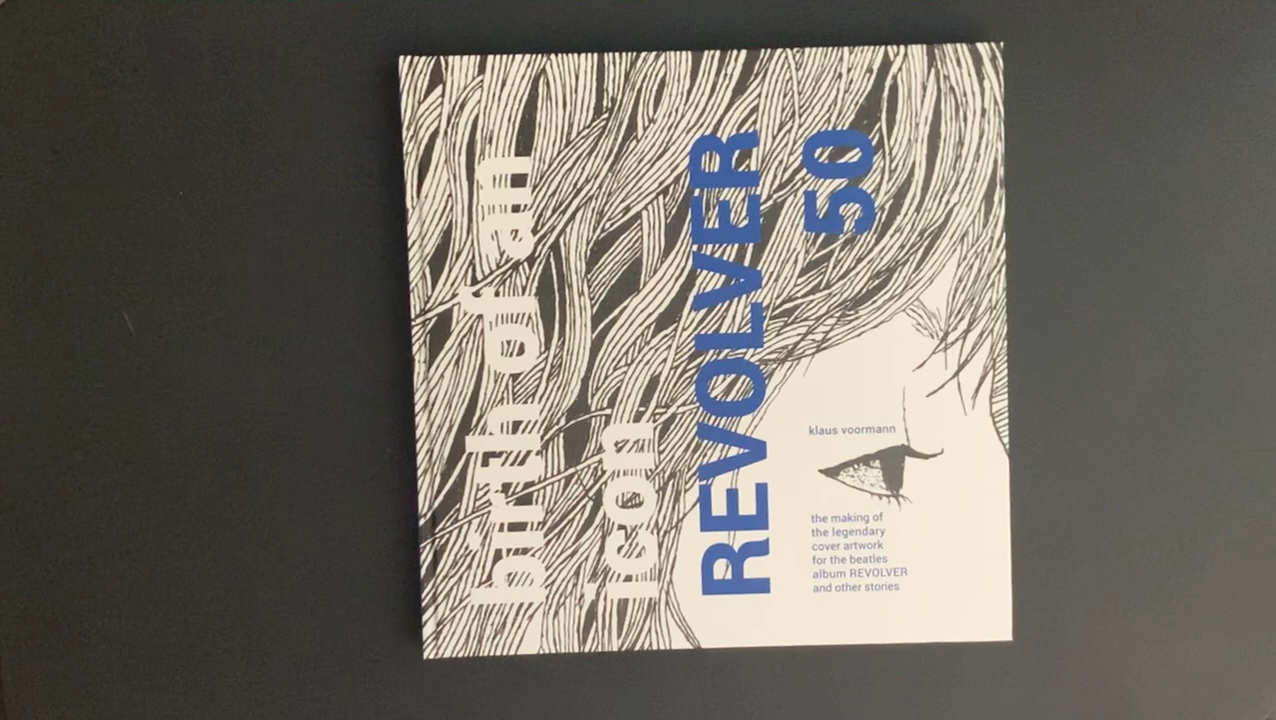 birth of an
icon
REVOLVER
50
klaus voormann
the making of
the legendary
cover artwork
for the beatles
album REVOLVER
and other stories